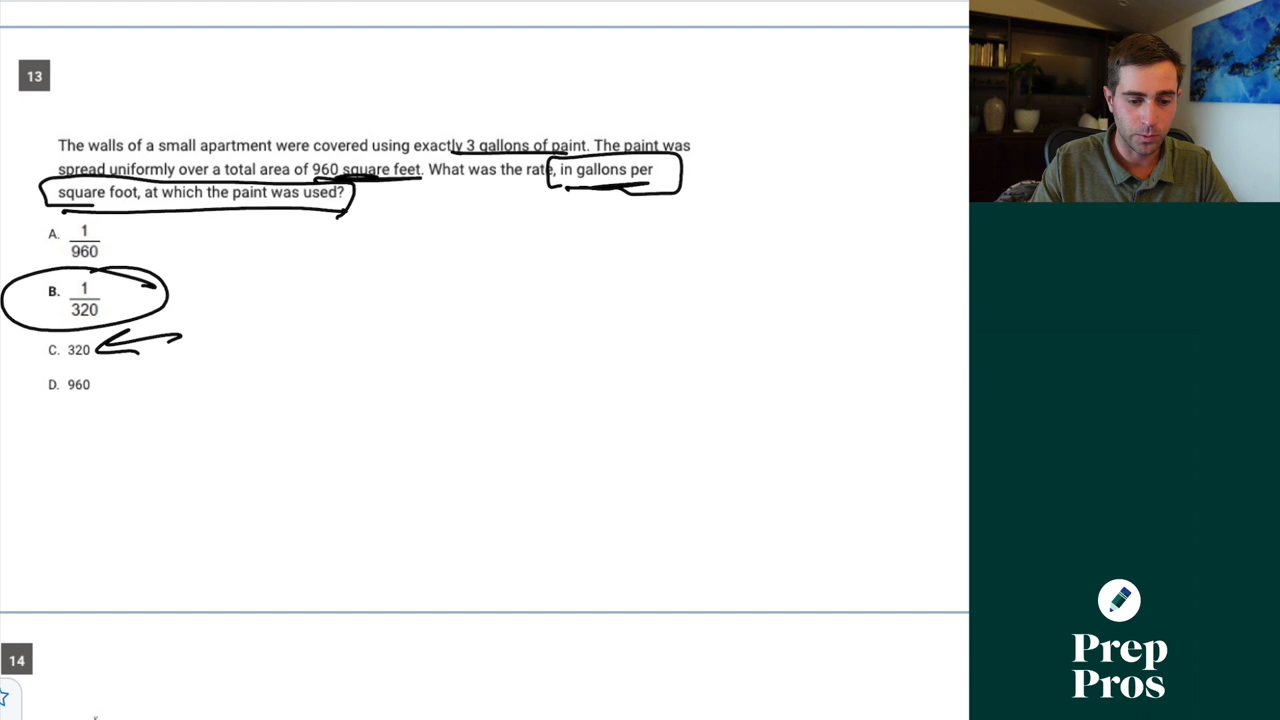 13
The walls of a small apartment were covered using exactly 3 gallons of paint. The paint was
spread uniformly over a total area of 960 square feet. What was the rate, in gallons per
square foot, at which the paint was used?
A. 1
960
B. 1
320
C. 320
D. 960
14
Prep
Pros